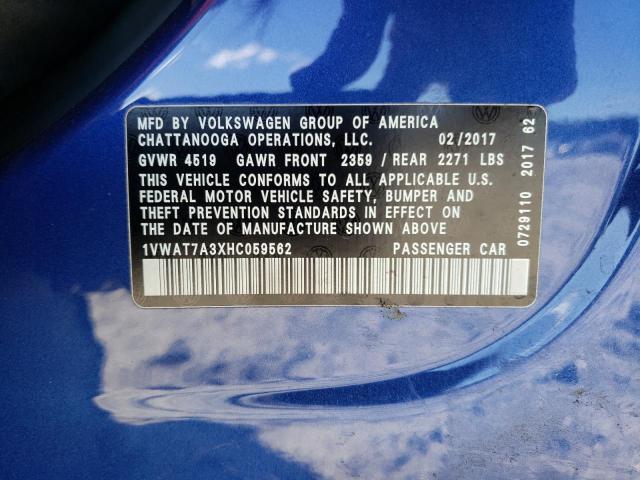 MFD BY VOLKSWAGEN GROUP OF AMERICA
CHATTANOOGA OPERATIONS, LLC. 02/2017
GVWR 4519 GAWR FRONT 2359 / REAR 2271 LBS
THIS VEHICLE CONFORMS TO ALL APPLICABLE U.S.
FEDERAL MOTOR VEHICLE SAFETY, BUMPER AND
THEFT PREVENTION STANDARDS IN EFFECT ON
THE DATE OF MANUFACTURE SHOWN ABOVE
1VWAT7A3XHC059562 PASSENGER CAR
0729110 2017 62